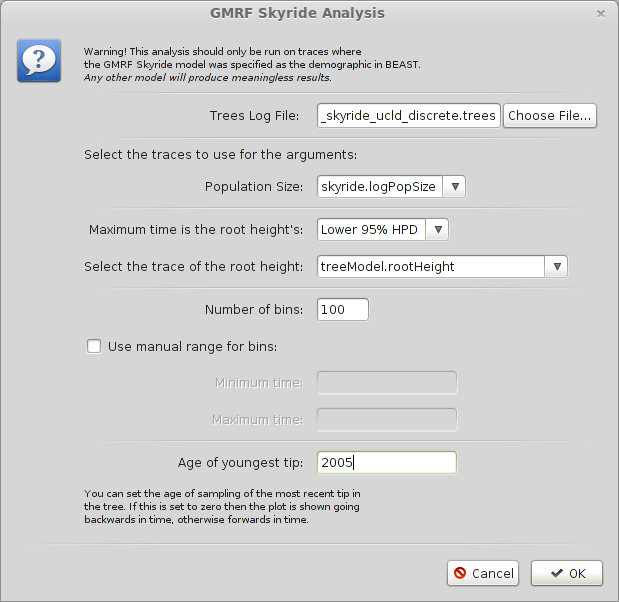 GMRF Skyride Analysis
Warning! This analysis should only be run on traces where
the GMRF Skyride model was specified as the demographic in BEAST.
Any other model will produce meaningless results.
Trees Log File: _skyride_ucld_discrete.trees Choose File...
Select the traces to use for the arguments:
Population Size: skyride.logPopSize
Maximum time is the root height's: Lower 95% HPD
Select the trace of the root height: treeModel.rootHeight
Number of bins: 100
Use manual range for bins:
Minimum time:
Maximum time:
Age of youngest tip: 2005
You can set the age of sampling of the most recent tip in
the tree. If this is set to zero then the plot is shown going
backwards in time, otherwise forwards in time.
Cancel OK